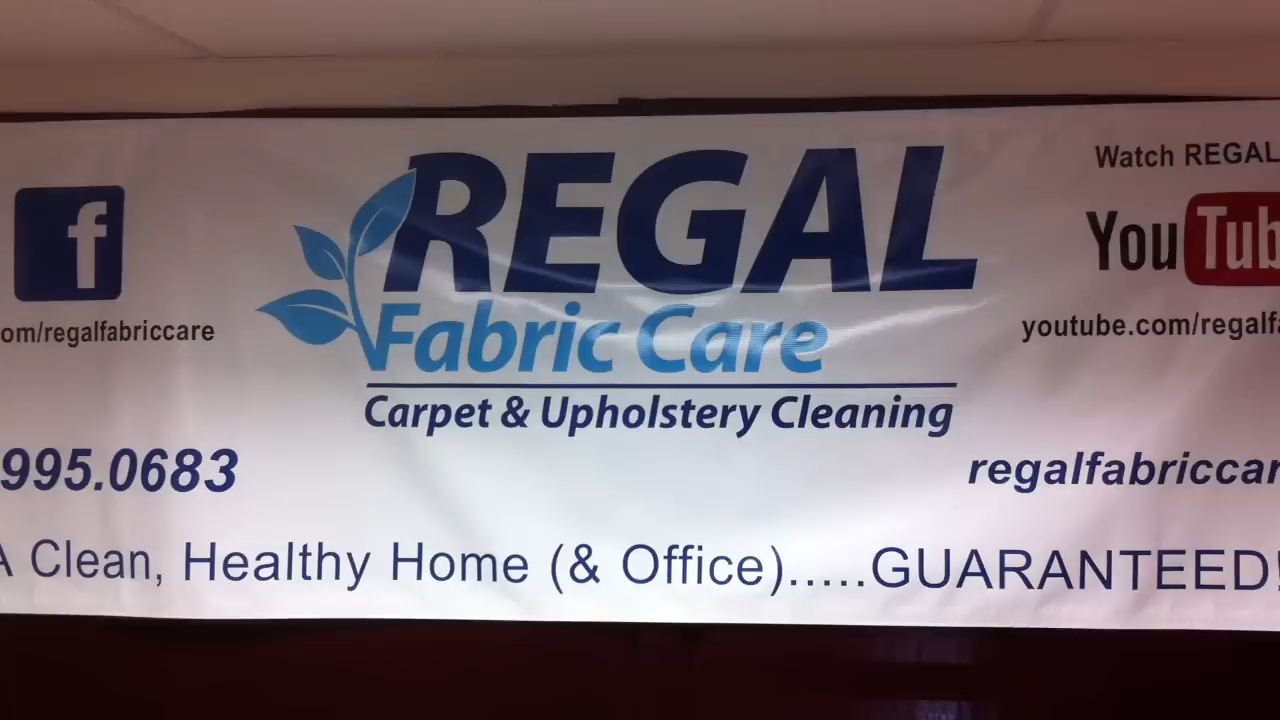 REGAL
Fabric Care
Carpet & Upholstery Cleaning
f
om/regalfabriccare
995.0683
Watch REGAL
YouTub
youtube.com/regalfa
regalfabriccar
A Clean, Healthy Home (& Office).....GUARANTEED!